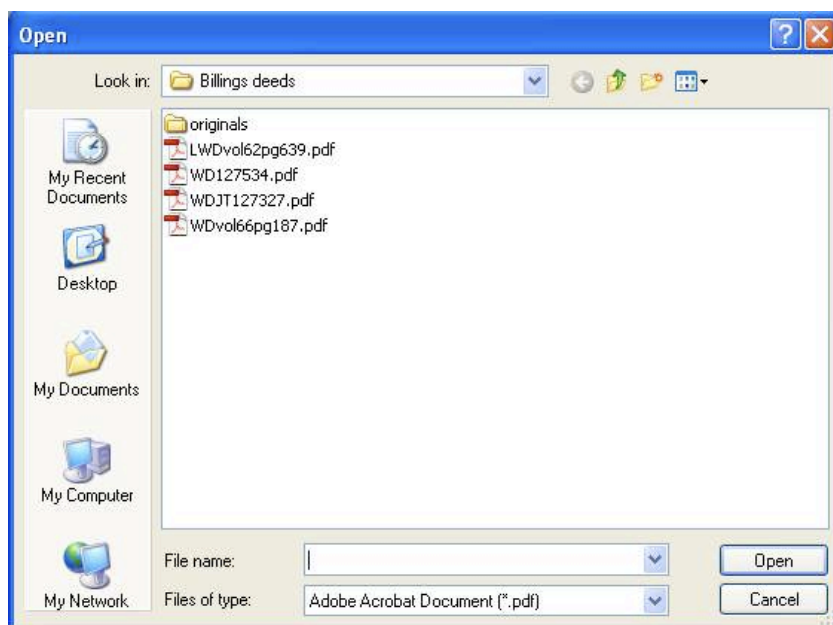 Open
Look in:
Billings deeds
originals
LWDvol62pg639.pdf
WD127534.pdf
WDJT127327.pdf
WDvol66pg187.pdf
My Recent
Documents
Desktop
My Documents
My Computer
My Network
File name:
Open
Files of type:
Adobe Acrobat Document (*.pdf)
Cancel